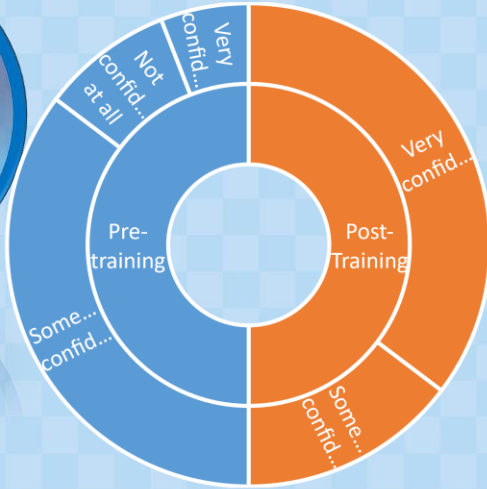 Very
confid...
Not
confid...
at all
Very
confid...
Pre-
training
Post-
Training
Some...
confid...
Some...
confid...